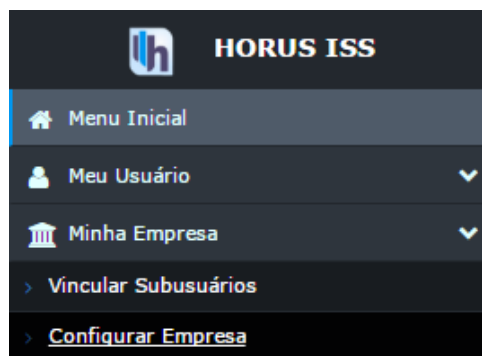 HORUS ISS
Menu Inicial
Meu Usuário
Minha Empresa
Vincular Subusuários
Configurar Empresa